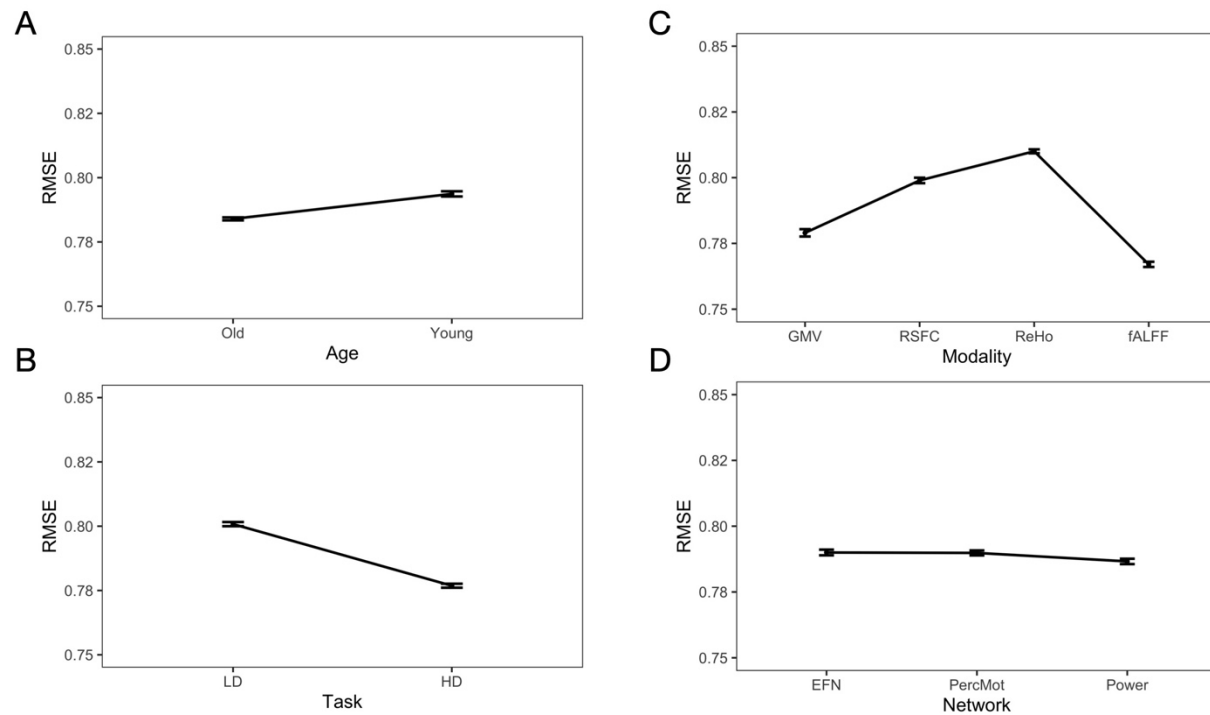 A
0.85
0.82
0.80
0.78
0.75
RMSE
Old Young
Age
B
0.85
0.82
0.80
0.78
0.75
RMSE
LD HD
Task
C
0.85
0.82
0.80
0.78
0.75
RMSE
GMV RSFC ReHo fALFF
Modality
D
0.85
0.82
0.80
0.78
0.75
RMSE
EFN PercMot Power
Network